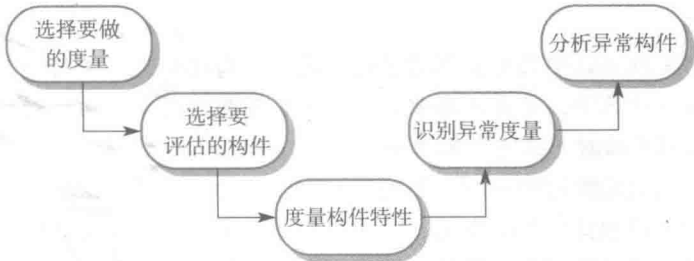 选择要做
的度量
选择要
评估的构件
度量构件特性
识别异常度量
分析异常构件